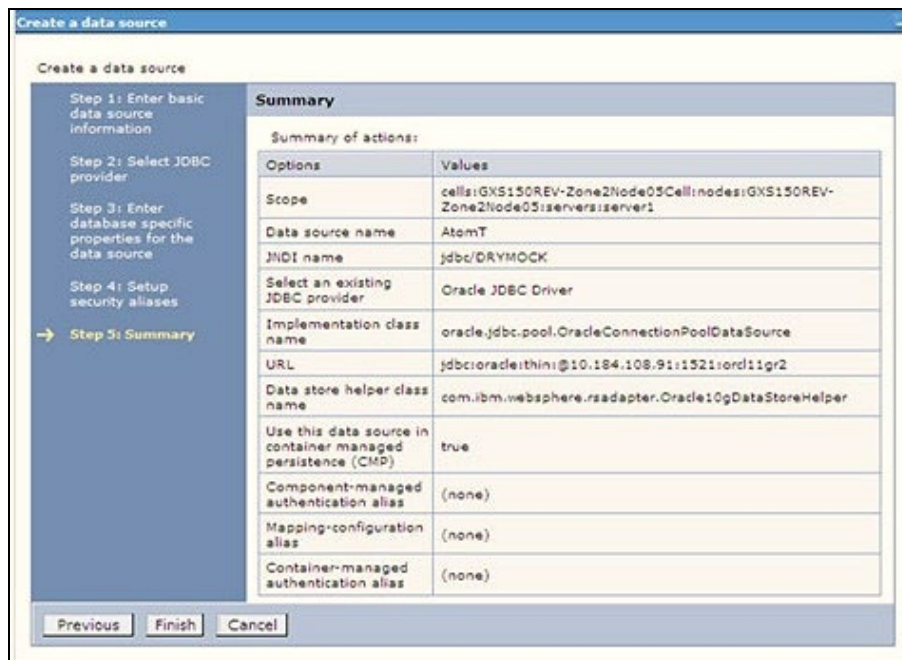 Create a data source
Create a data source
Step 1: Enter basic
data source
information
Step 2: Select JDBC
provider
Step 3: Enter
database specific
properties for the
data source
Step 4: Setup
security aliases
Step 5: Summary
Summary
Summary of actions:
Options Values
Scope cells:GXS150REV-Zone2Node05Cell:nodes:GXS150REV-
Zone2Node05:servers:server1
Data source name AtomT
JNDI name jdbc/DRYMOCK
Select an existing
JDBC provider Oracle JDBC Driver
Implementation class
name oracle.jdbc.pool.OracleConnectionPoolDataSource
URL jdbc:oracle:thin:@10.184.108.91:1521:orcl11gr2
Data store helper class
name com.ibm.websphere.rsadapter.Oracle10gDataStoreHelper
Use this data source in
container managed
persistence (CMP) true
Component-managed
authentication alias (none)
Mapping-configuration
alias (none)
Container-managed
authentication alias (none)
Previous Finish Cancel